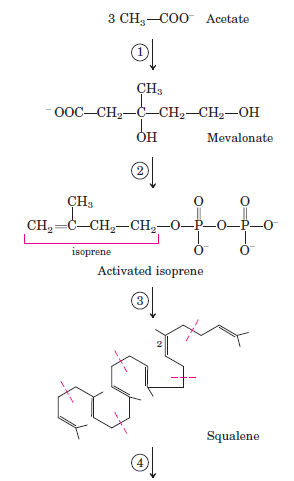 3 CH₃—COO⁻ Acetate
1
CH₃
⁻OOC—CH₂—C—CH₂—CH₂—OH
OH Mevalonate
2
CH₃ O O
CH₂=C—CH₂—CH₂—O—P—O—P—O⁻
isoprene O⁻ O⁻
Activated isoprene
3
2
Squalene
4